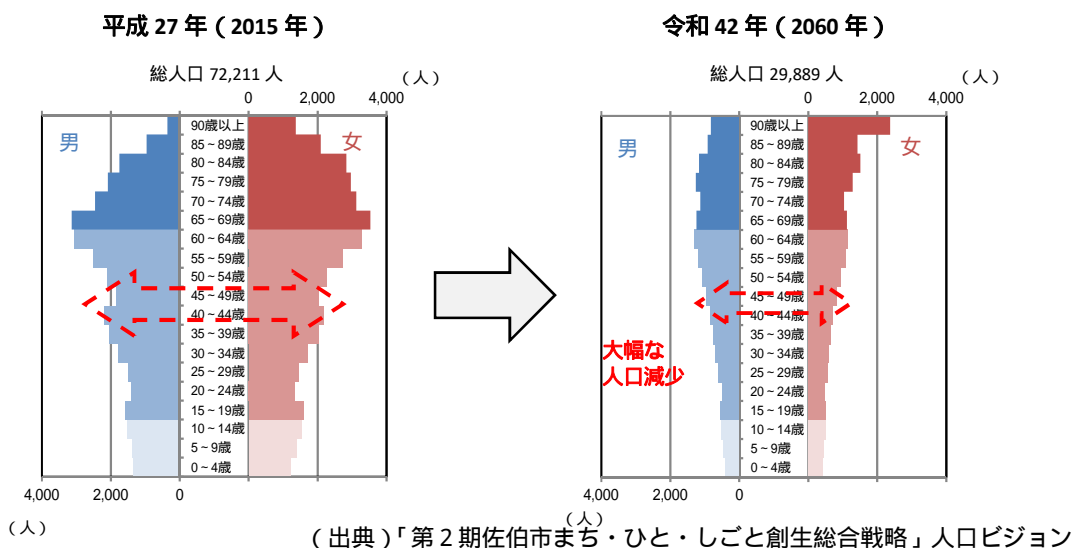 平成 27 年（2015 年）
総人口 72,211 人
（人）
0 2,000 4,000
男
女
90歳以上
85～89歳
80～84歳
75～79歳
70～74歳
65～69歳
60～64歳
55～59歳
50～54歳
45～49歳
40～44歳
35～39歳
30～34歳
25～29歳
20～24歳
15～19歳
10～14歳
5～9歳
0～4歳
4,000 2,000 0
（人）
令和 42 年（2060 年）
総人口 29,889 人
（人）
0 2,000 4,000
男
女
90歳以上
85～89歳
80～84歳
75～79歳
70～74歳
65～69歳
60～64歳
55～59歳
50～54歳
45～49歳
40～44歳
35～39歳
30～34歳
25～29歳
20～24歳
15～19歳
10～14歳
5～9歳
0～4歳
大幅な
人口減少
4,000 2,000 0
（人）
（出典）「第２期佐伯市まち・ひと・しごと創生総合戦略」人口ビジョン